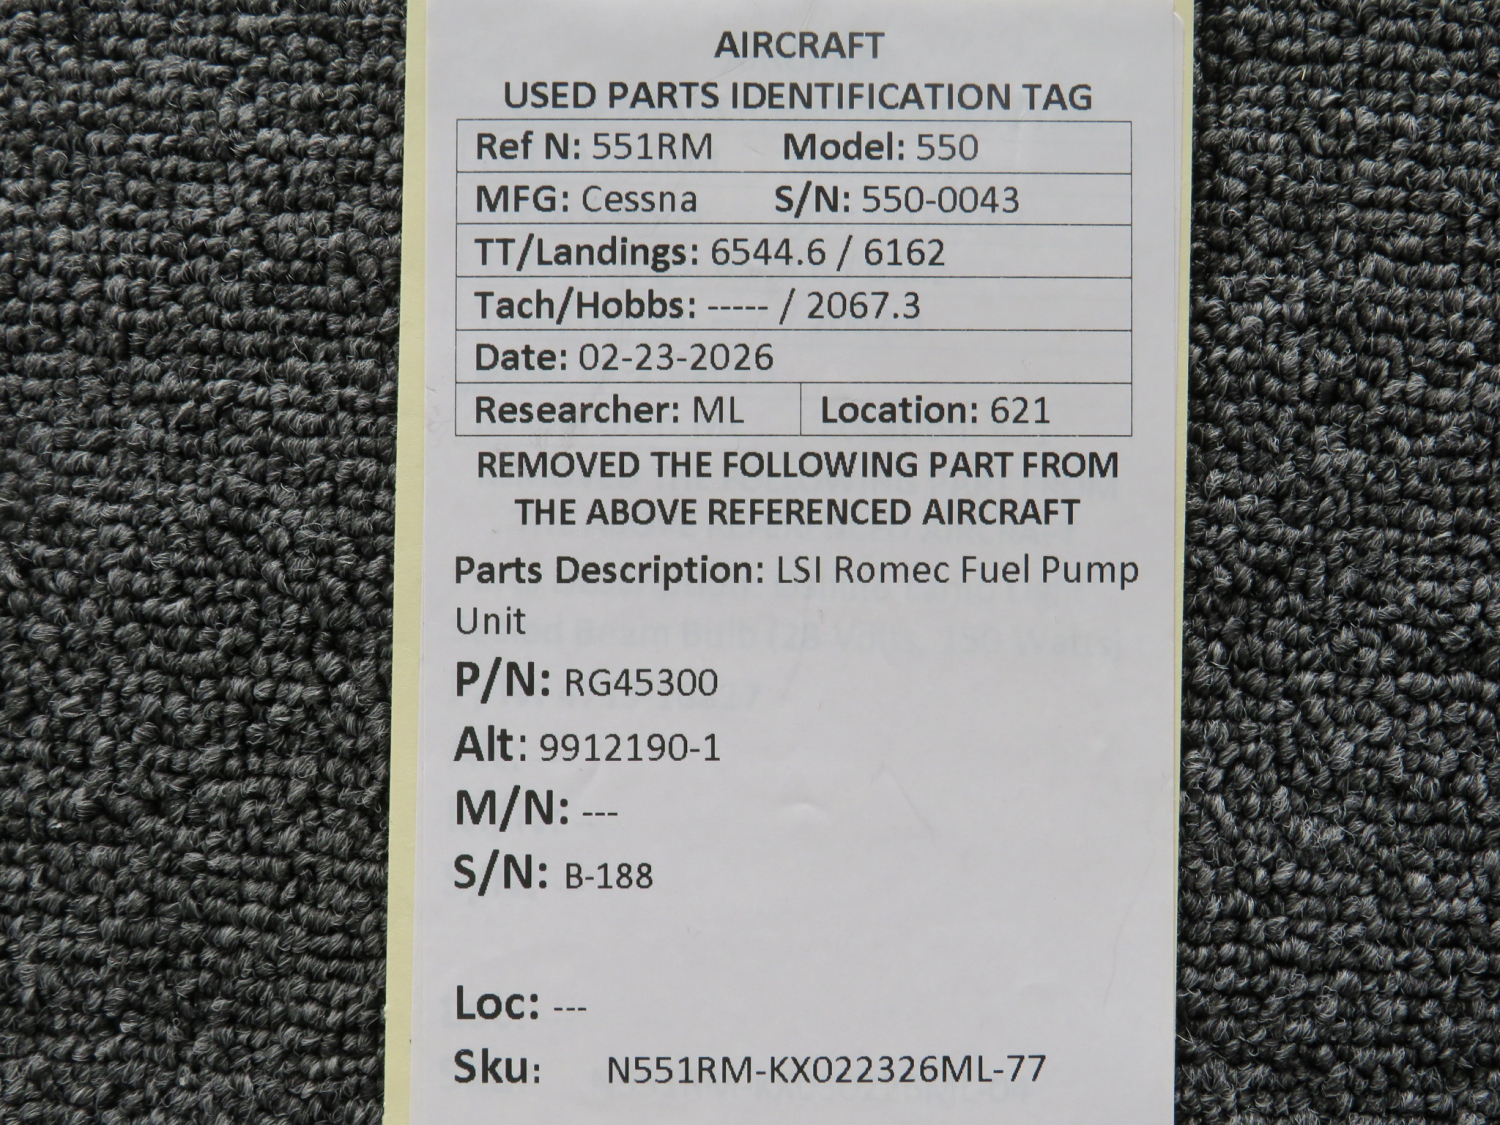 AIRCRAFT
USED PARTS IDENTIFICATION TAG
Ref N: 551RM Model: 550
MFG: Cessna S/N: 550-0043
TT/Landings: 6544.6 / 6162
Tach/Hobbs: ----- / 2067.3
Date: 02-23-2026
Researcher: ML Location: 621
REMOVED THE FOLLOWING PART FROM
THE ABOVE REFERENCED AIRCRAFT
Parts Description: LSI Romec Fuel Pump
Unit
P/N: RG45300
Alt: 9912190-1
M/N: ---
S/N: B-188
Loc: ---
Sku: N551RM-KX022326ML-77